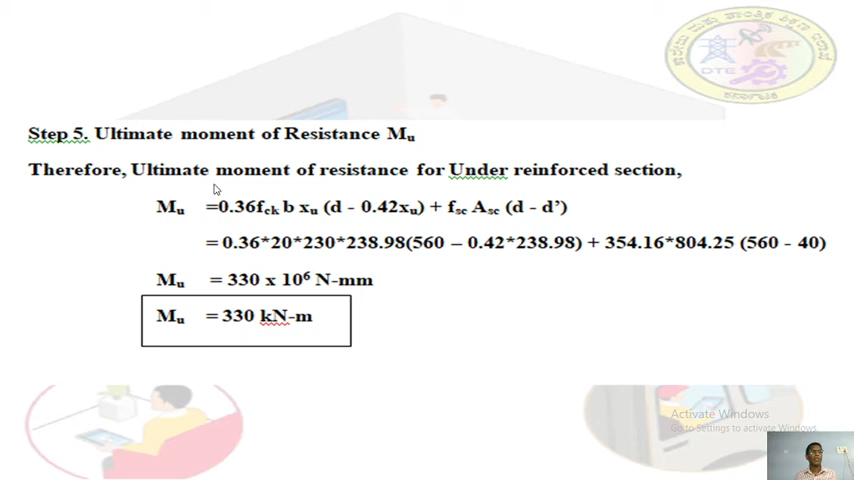 DTE
Step 5. Ultimate moment of Resistance Mᵤ
Therefore, Ultimate moment of resistance for Under reinforced section,
Mᵤ =0.36fck b xᵤ (d - 0.42xᵤ) + fsc Asc (d - d’)
= 0.36*20*230*238.98(560 – 0.42*238.98) + 354.16*804.25 (560 - 40)
Mᵤ = 330 x 10⁶ N-mm
Mᵤ = 330 kN-m
Activate Windows
Go to Settings to activate Windows.